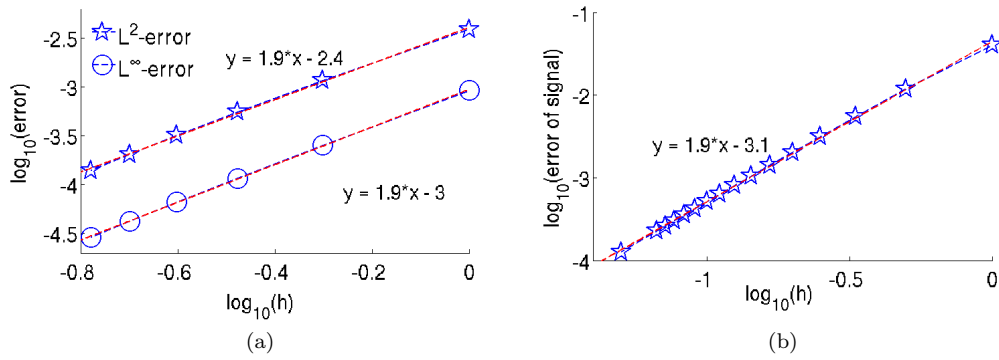 -2.5
-3
-3.5
-4
-4.5
log10(error)
L²-error
L∞-error
y = 1.9*x - 2.4
y = 1.9*x - 3
-0.8
-0.6
-0.4
-0.2
0
log10(h)
(a)
-1
-2
-3
-4
log10(error of signal)
y = 1.9*x - 3.1
-1
-0.5
0
log10(h)
(b)